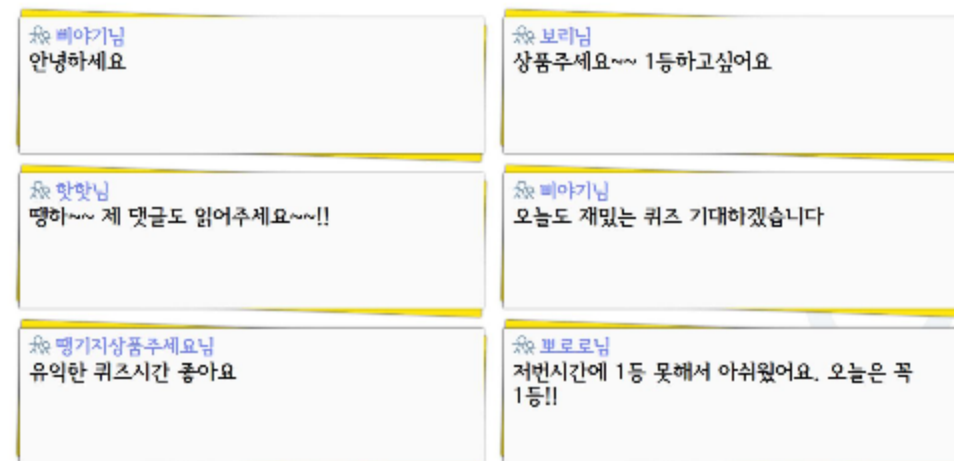 삐야기님
안녕하세요
보리님
상품주세요~~ 1등하고싶어요
핫핫님
땡하~~ 제 댓글도 읽어주세요~~!!
삐야기님
오늘도 재밌는 퀴즈 기대하겠습니다
땡기지상품주세요님
유익한 퀴즈시간 좋아요
뽀로로님
저번시간에 1등 못해서 아쉬웠어요. 오늘은 꼭
1등!!